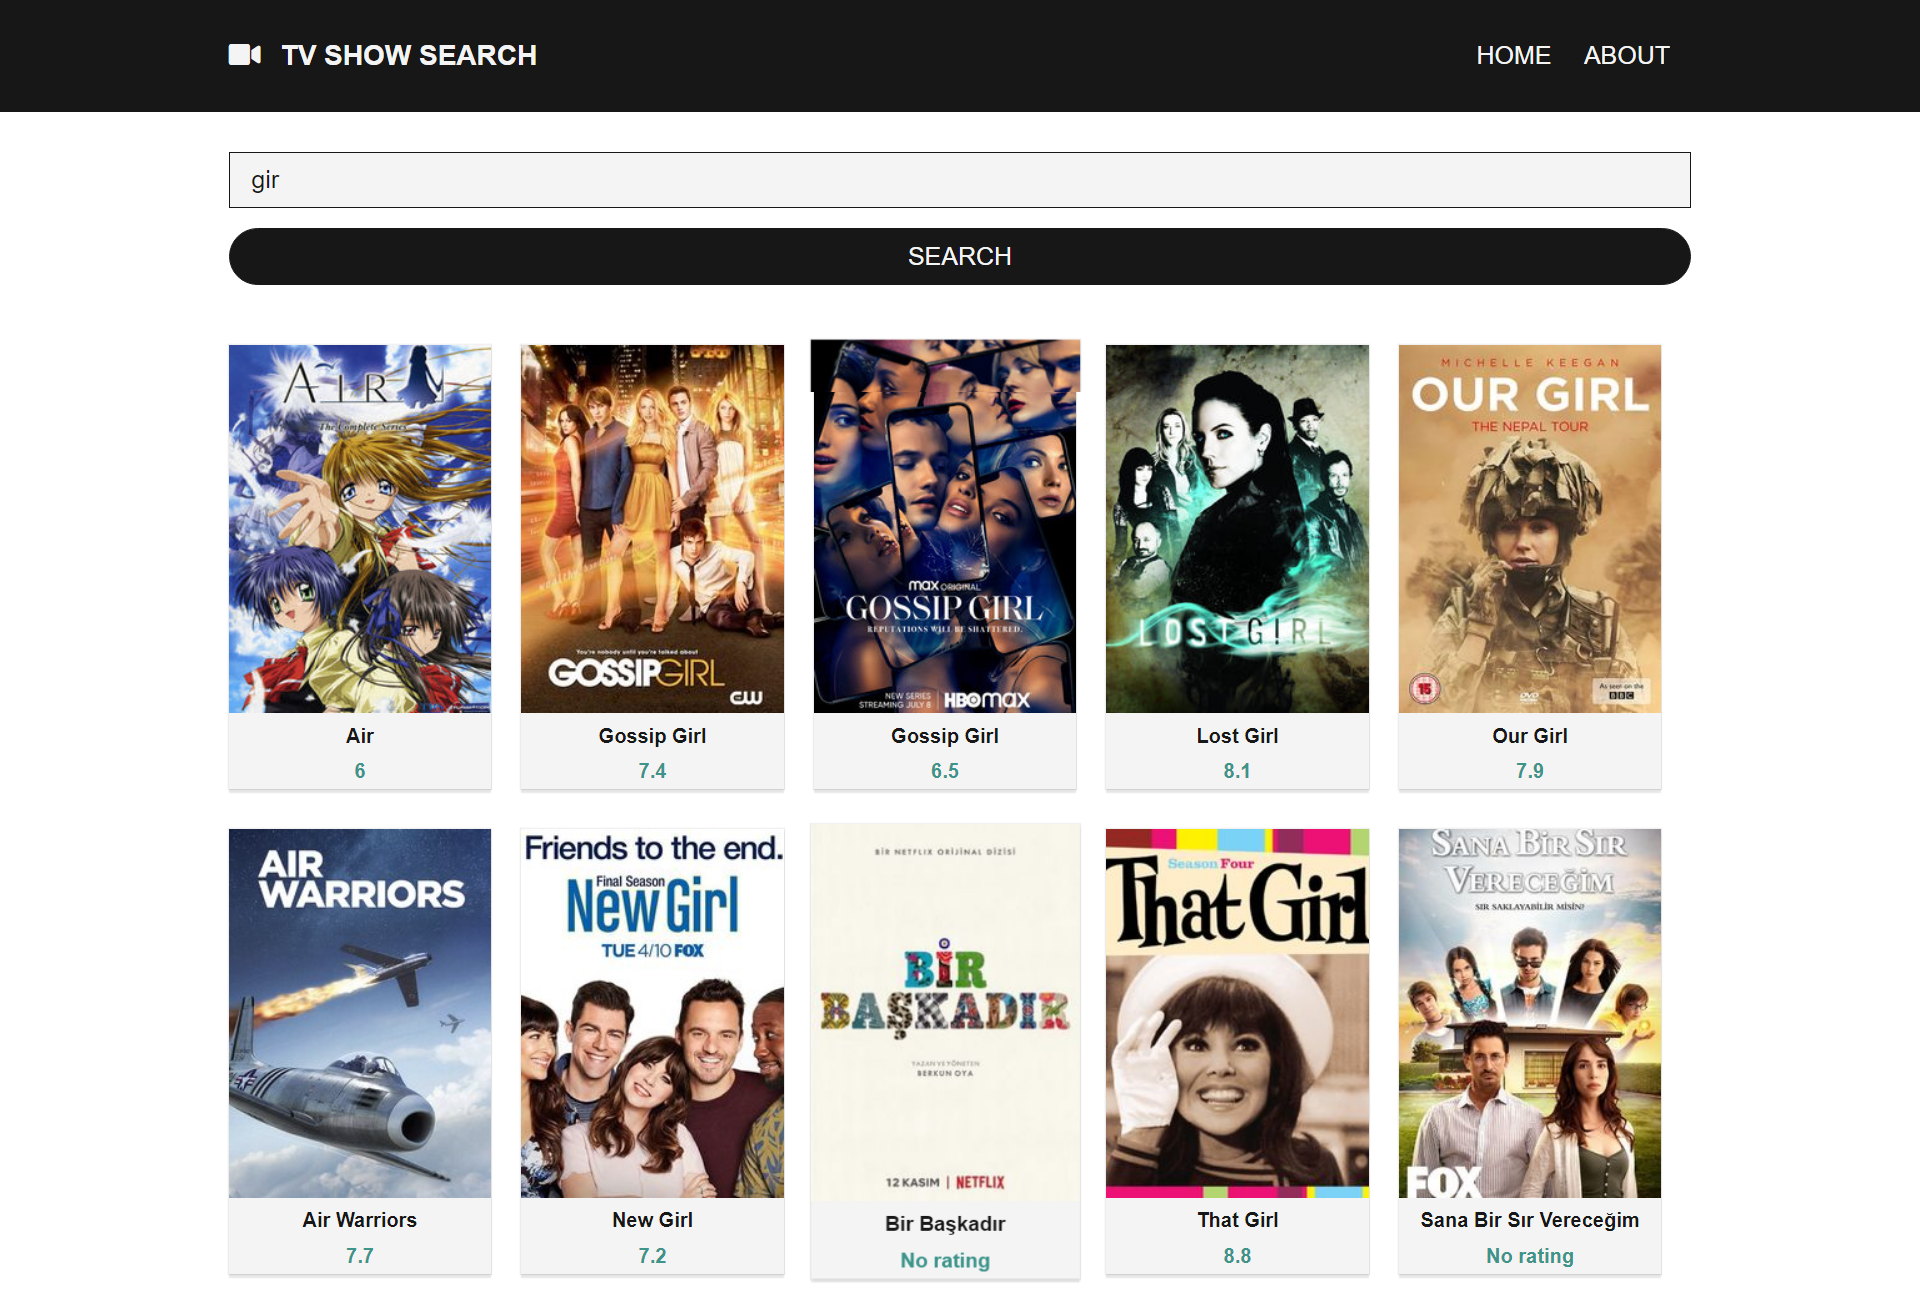 TV SHOW SEARCH
HOME
ABOUT
gir
SEARCH
AIR
The Complete Series
You're nobody until you're talked about
GOSSIPGIRL
CW
max ORIGINAL
GOSSIP GIRL
REPUTATIONS WILL BE SHATTERED.
NEW SERIES
STREAMING JULY 8
HBOmax
LOST GIRL
MICHELLE KEEGAN
OUR GIRL
THE NEPAL TOUR
15
DVD
As seen on the
BBC
Air
Gossip Girl
Gossip Girl
Lost Girl
Our Girl
6
7.4
6.5
8.1
7.9
AIR
WARRIORS
Friends to the end.
Final Season
New Girl
TUE 4/10 FOX
BİR NETFLIX ORİJİNAL DİZİSİ
BİR
BAŞKADIR
YAZAN VE YÖNETEN
BERKUN OYA
12 KASIM | NETFLIX
Season Four
That Girl
SANA BİR SIR
VERECEĞİM
SIR SAKLAYABİLİR MİSİN?
FOX
Air Warriors
New Girl
Bir Başkadır
That Girl
Sana Bir Sır Vereceğim
7.7
7.2
No rating
8.8
No rating